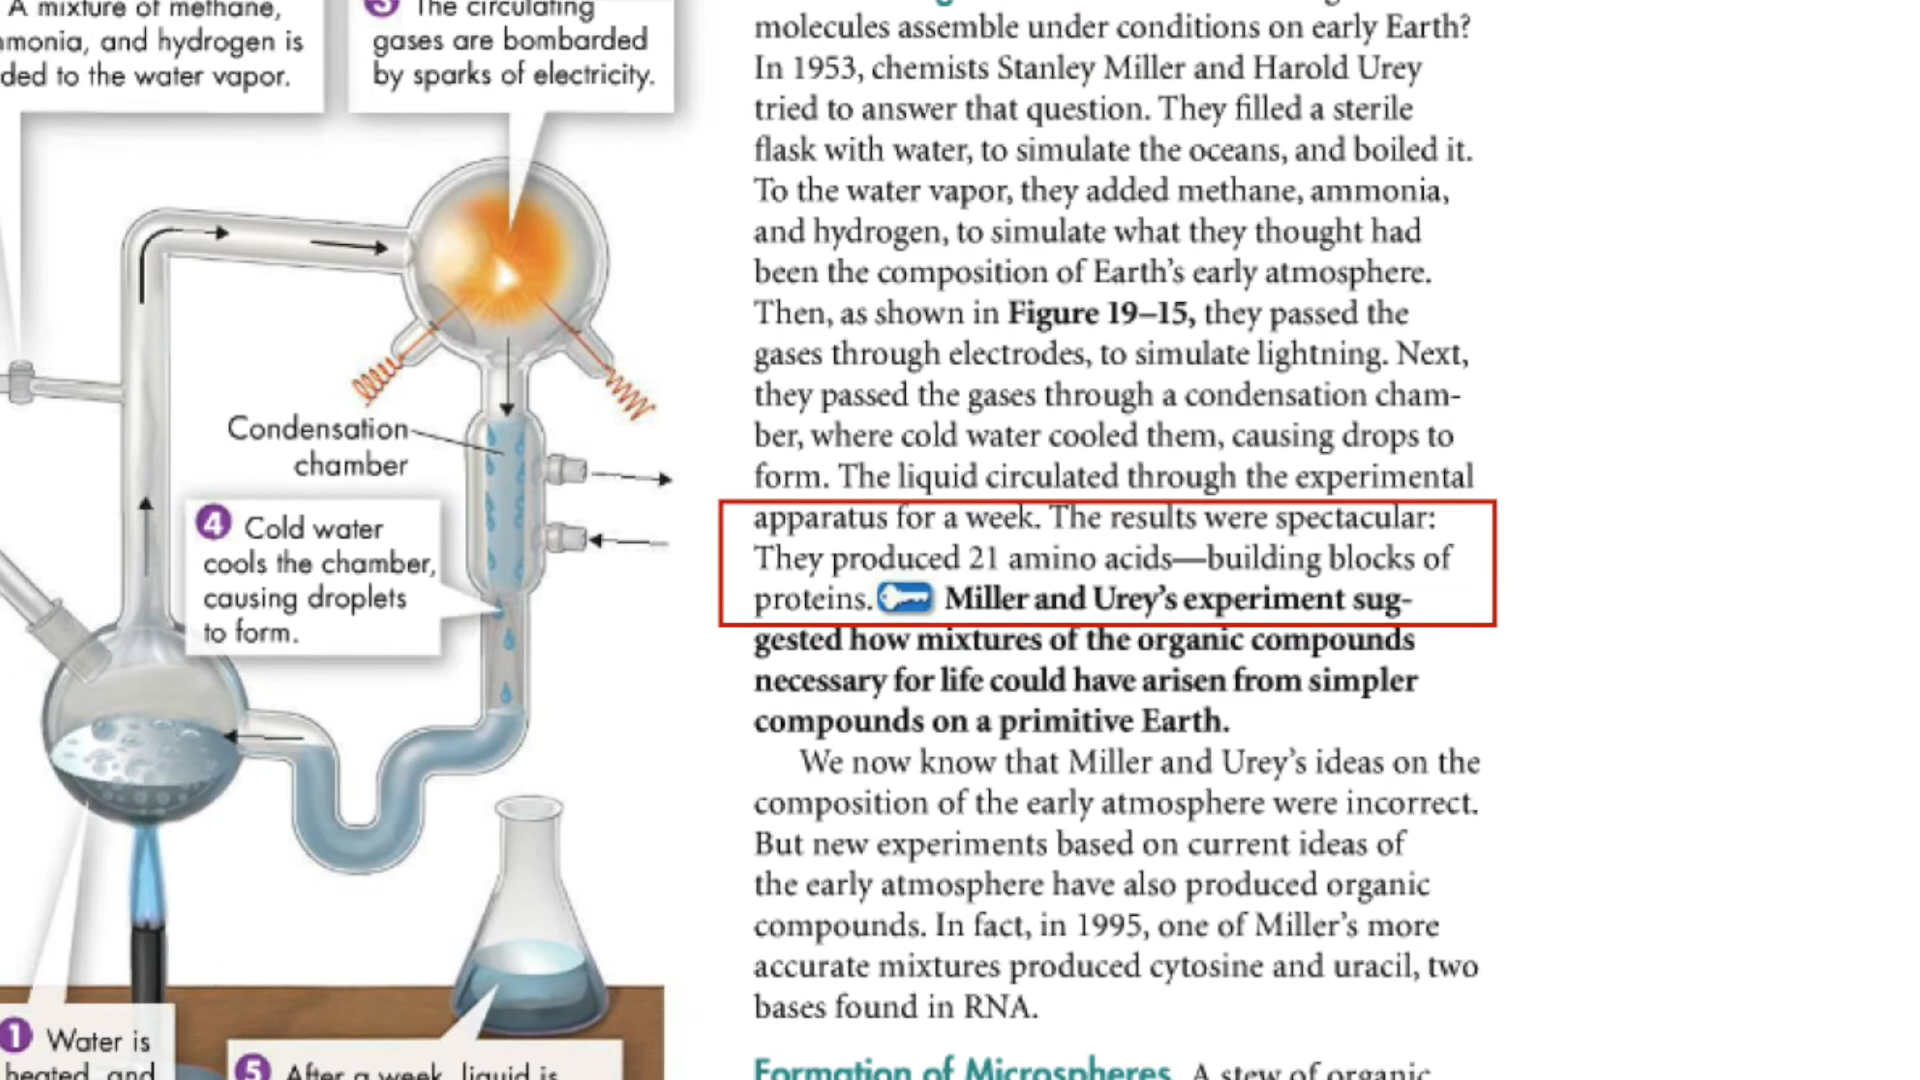 A mixture of methane,
mmonia, and hydrogen is
ded to the water vapor.
3 The circulating
gases are bombarded
by sparks of electricity.
Condensation
chamber
4 Cold water
cools the chamber,
causing droplets
to form.
1 Water is
heated, and
5 After a week, liquid is
molecules assemble under conditions on early Earth?
In 1953, chemists Stanley Miller and Harold Urey
tried to answer that question. They filled a sterile
flask with water, to simulate the oceans, and boiled it.
To the water vapor, they added methane, ammonia,
and hydrogen, to simulate what they thought had
been the composition of Earth’s early atmosphere.
Then, as shown in Figure 19–15, they passed the
gases through electrodes, to simulate lightning. Next,
they passed the gases through a condensation cham-
ber, where cold water cooled them, causing drops to
form. The liquid circulated through the experimental
apparatus for a week. The results were spectacular:
They produced 21 amino acids—building blocks of
proteins. Miller and Urey’s experiment sug-
gested how mixtures of the organic compounds
necessary for life could have arisen from simpler
compounds on a primitive Earth.
We now know that Miller and Urey’s ideas on the
composition of the early atmosphere were incorrect.
But new experiments based on current ideas of
the early atmosphere have also produced organic
compounds. In fact, in 1995, one of Miller’s more
accurate mixtures produced cytosine and uracil, two
bases found in RNA.
Formation of Microspheres A stew of organic